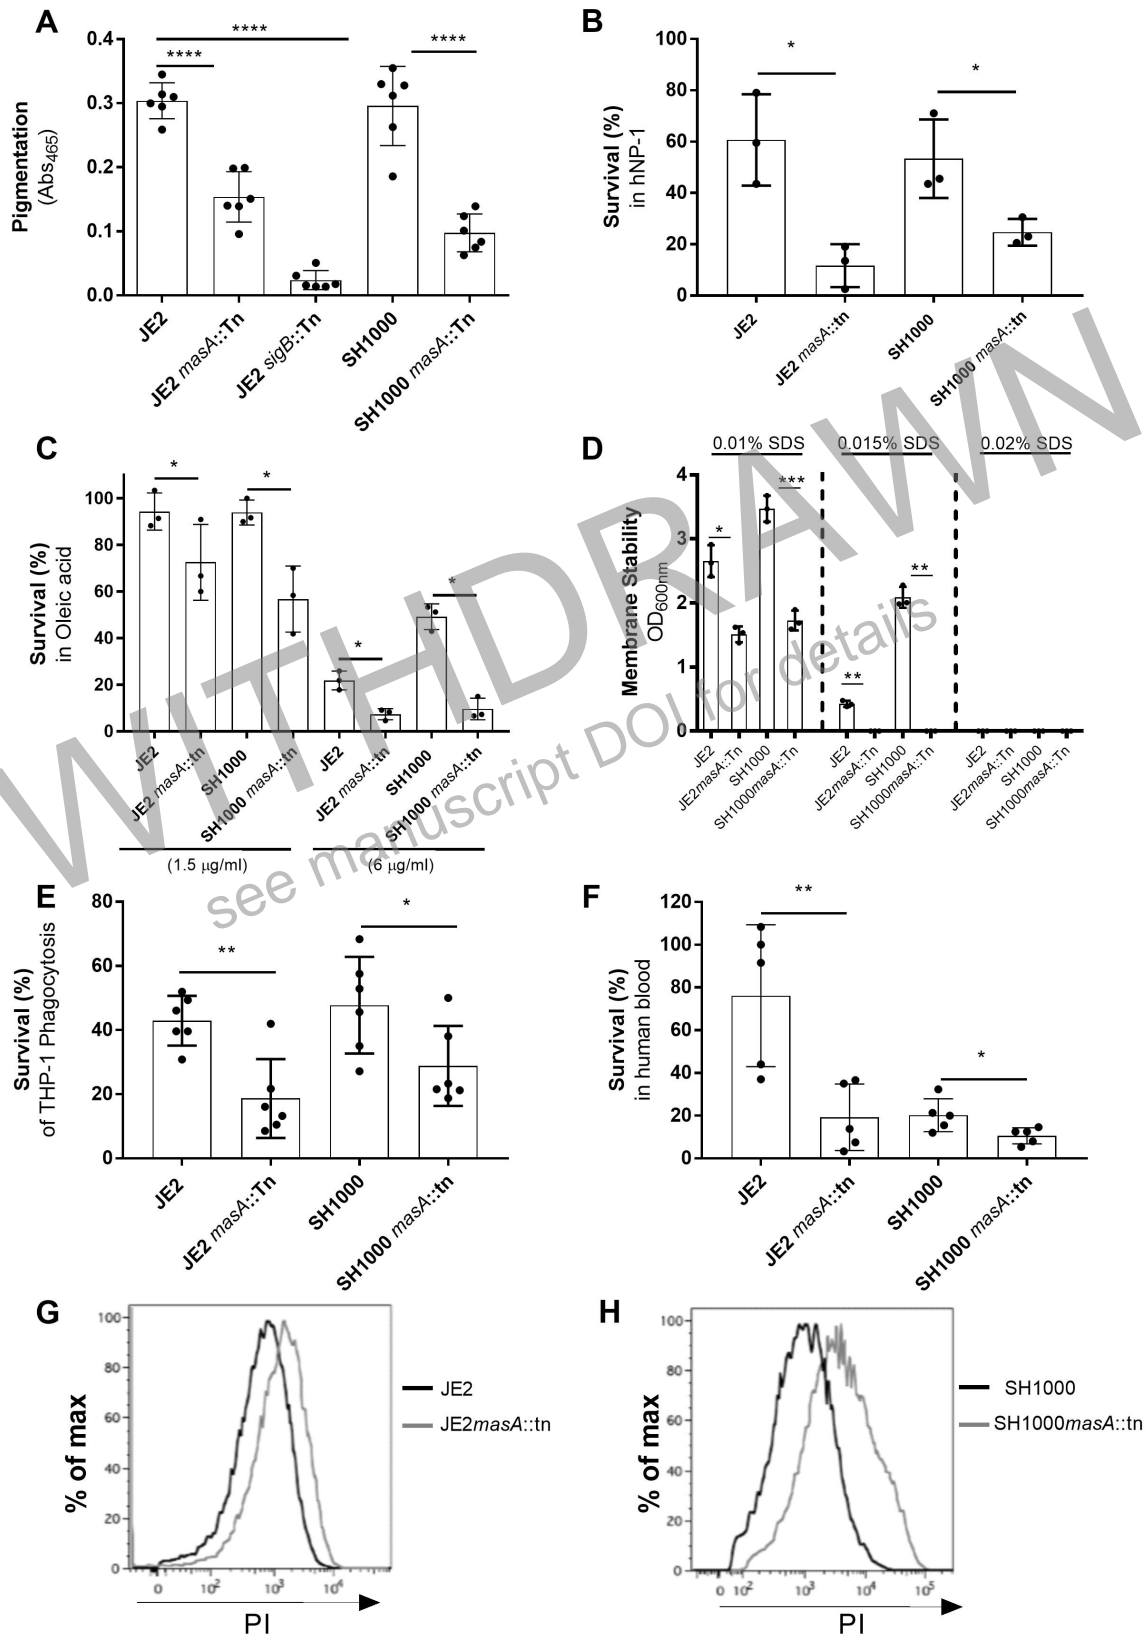 A
Pigmentation
(Abs465)
0.4
0.3
0.2
0.1
0.0
****
****
****
JE2
JE2 masA::Tn
JE2 sigB::Tn
SH1000
SH1000 masA::Tn
B
Survival (%)
in hNP-1
100
80
60
40
20
0
*
*
JE2
JE2 masA::tn
SH1000
SH1000 masA::tn
C
Survival (%)
in Oleic acid
100
80
60
40
20
0
*
*
*
*
JE2
JE2 masA::tn
SH1000
SH1000 masA::tn
JE2
JE2 masA::tn
SH1000
SH1000 masA::tn
(1.5 µg/ml)
(6 µg/ml)
D
0.01% SDS
0.015% SDS
0.02% SDS
Membrane Stability
OD600nm
4
3
2
1
0
*
***
**
**
JE2
JE2masA::Tn
SH1000
SH1000masA::Tn
JE2
JE2masA::Tn
SH1000
SH1000masA::Tn
JE2
JE2masA::Tn
SH1000
SH1000masA::Tn
E
Survival (%)
of THP-1 Phagocytosis
80
60
40
20
0
**
*
JE2
JE2 masA::Tn
SH1000
SH1000 masA::tn
F
Survival (%)
in human blood
120
100
80
60
40
20
0
**
*
JE2
JE2 masA::tn
SH1000
SH1000 masA::tn
G
% of max
100
80
60
40
20
0
0 10² 10³ 10⁴
PI
JE2
JE2masA::tn
H
% of max
100
80
60
40
20
0
0 10² 10³ 10⁴ 10⁵
PI
SH1000
SH1000masA::tn
WITHDRAWN
see manuscript DOI for details